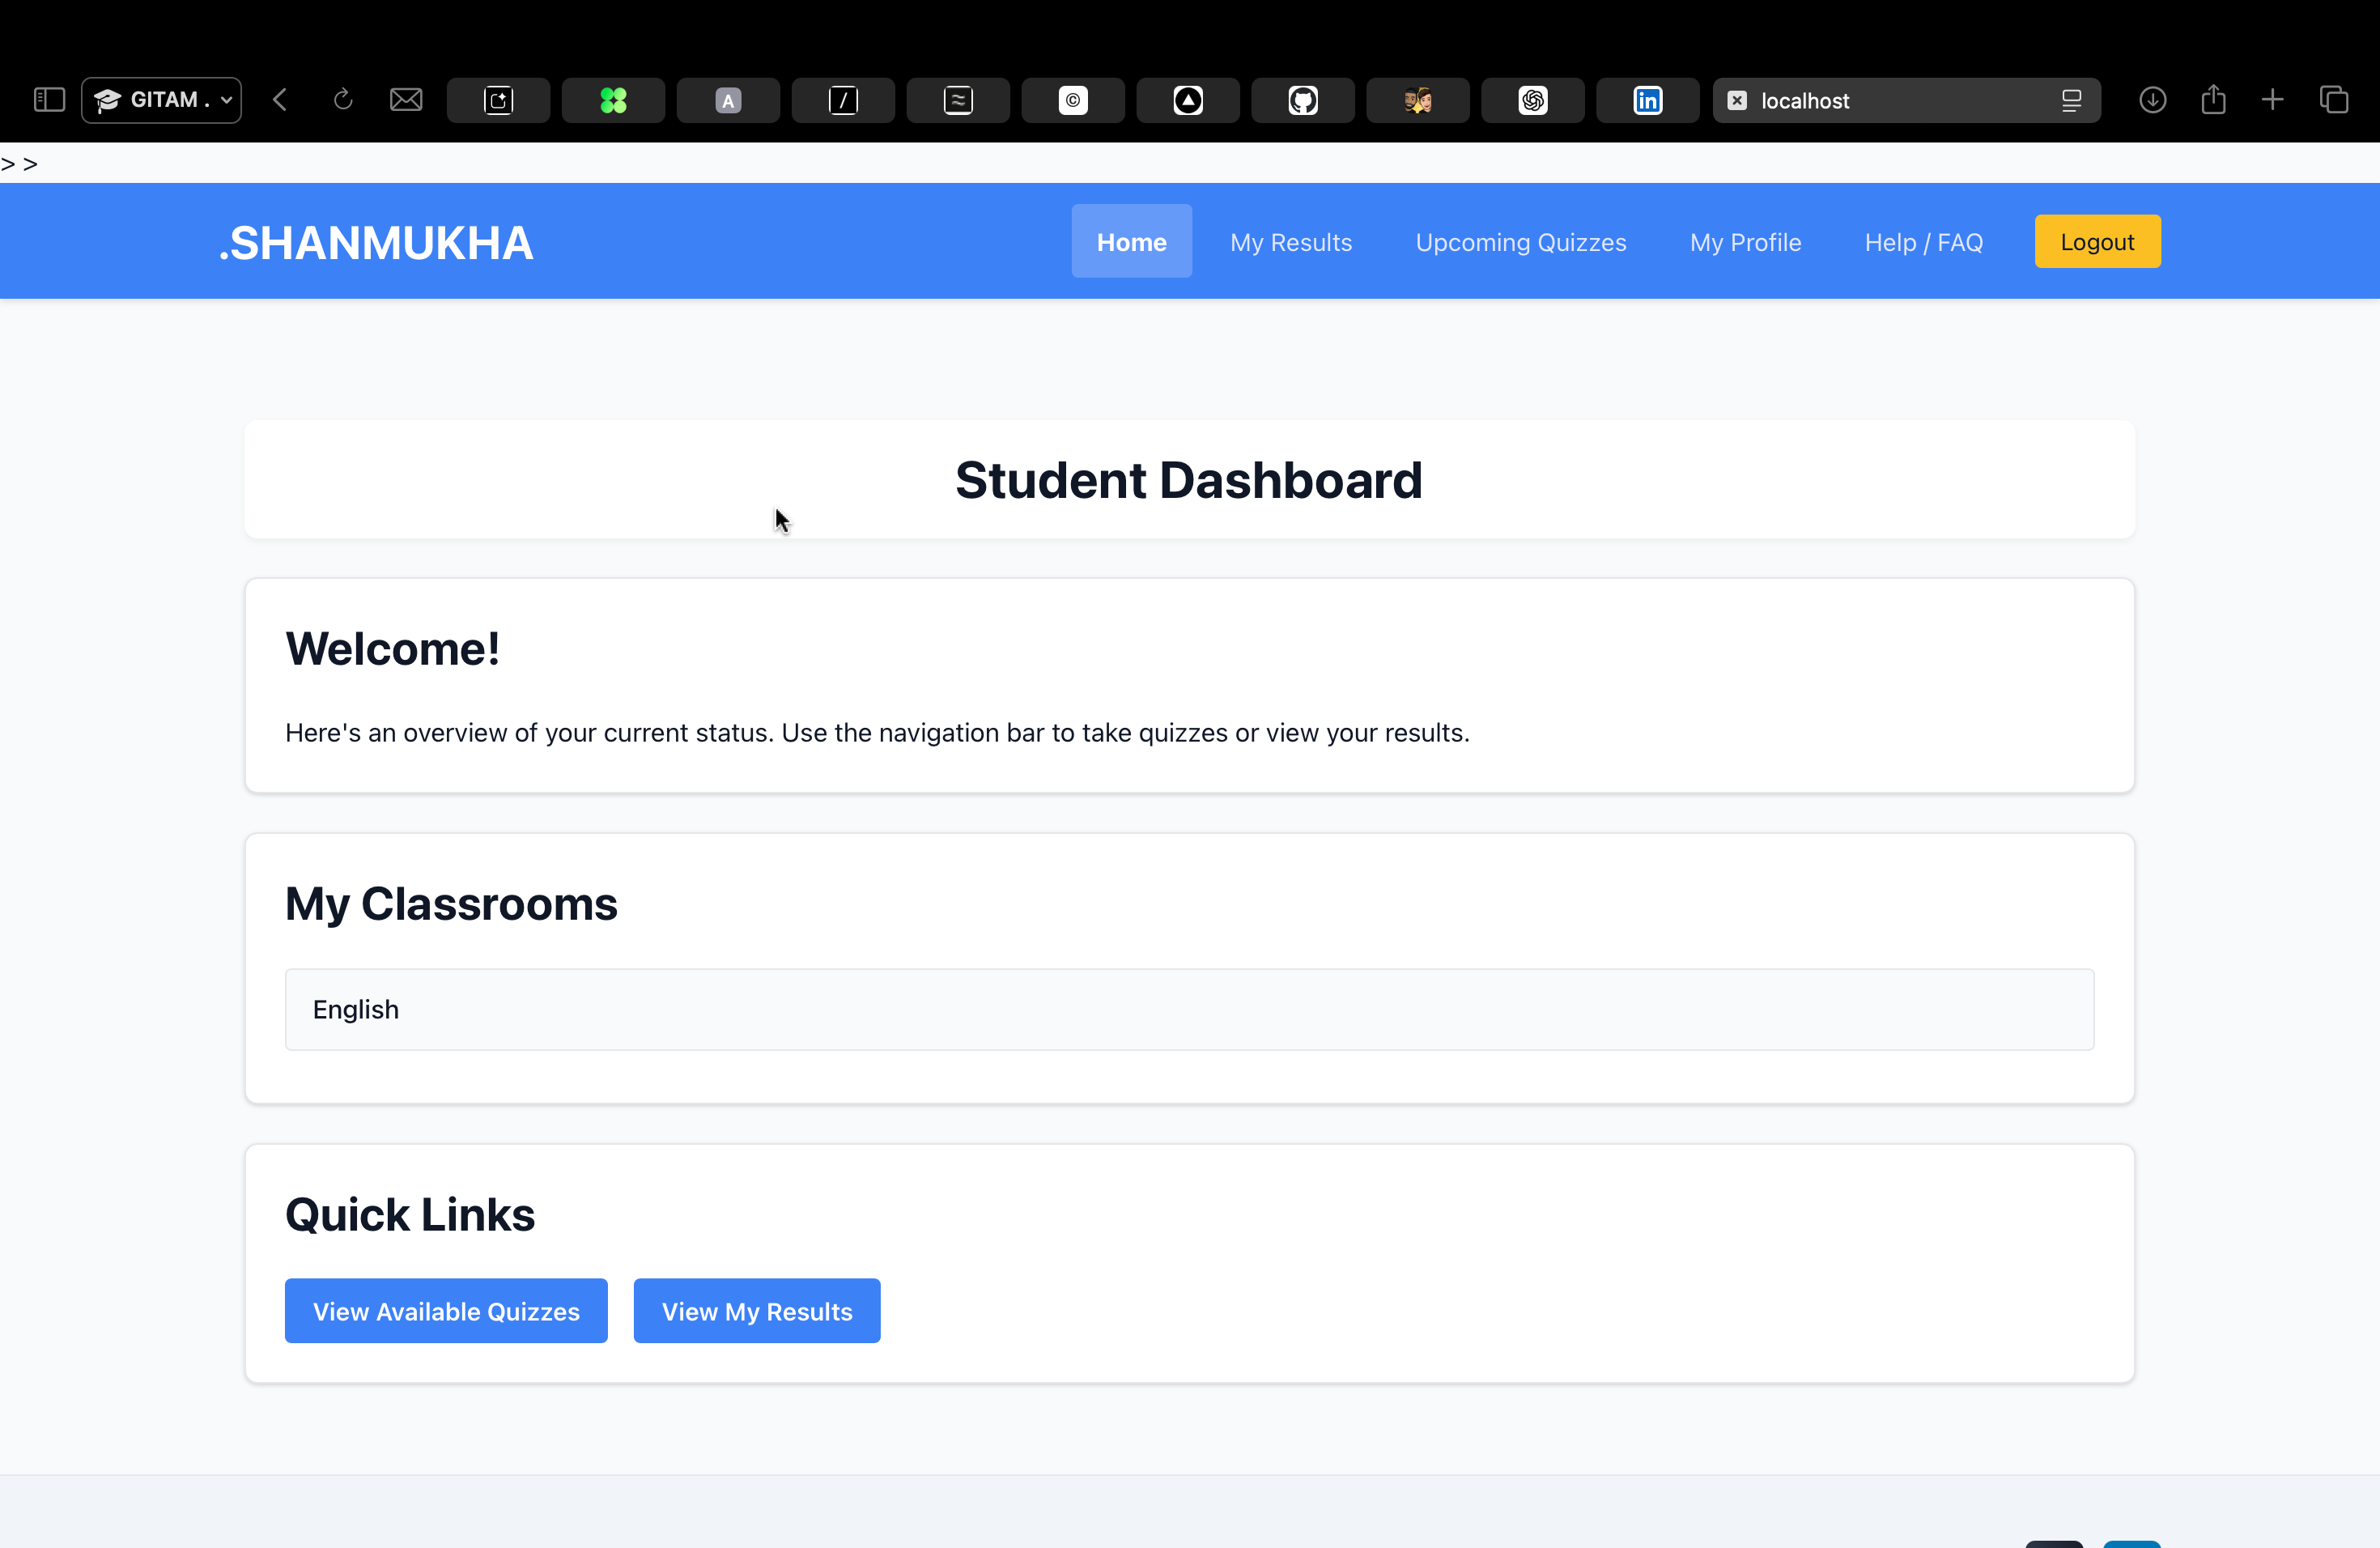 GITAM .
A
/
©
in
localhost
> >
.SHANMUKHA
Home
My Results
Upcoming Quizzes
My Profile
Help / FAQ
Logout
Student Dashboard
Welcome!
Here's an overview of your current status. Use the navigation bar to take quizzes or view your results.
My Classrooms
English
Quick Links
View Available Quizzes
View My Results